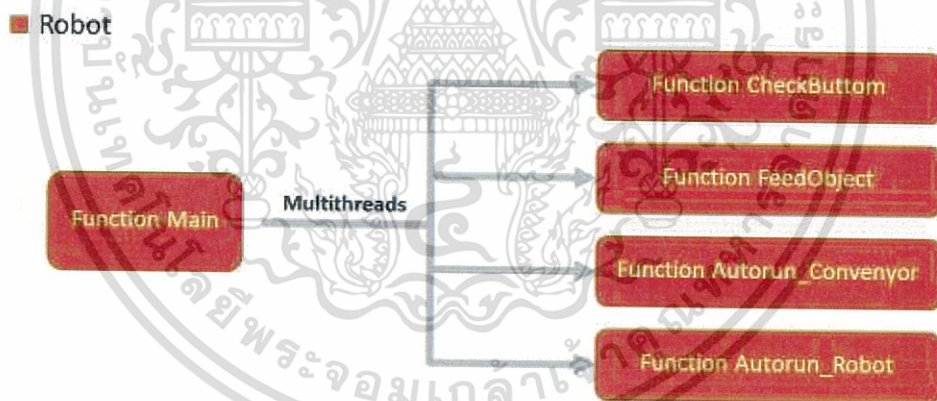 Robot
Function CheckButtom
Function FeedObject
Function Main
Multithreads
Function Autorun_Convenyor
Function Autorun_Robot